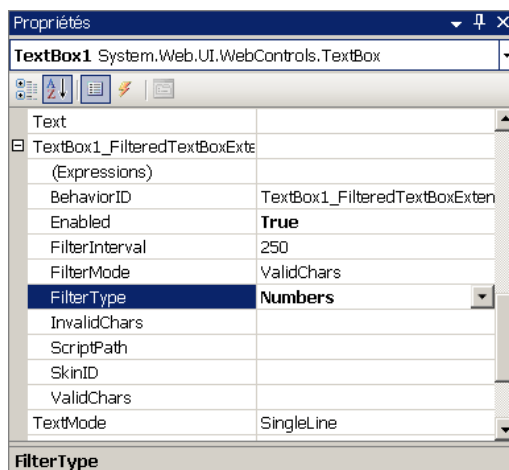 Propriétés
TextBox1 System.Web.UI.WebControls.TextBox
Text
TextBox1_FilteredTextBoxExte
(Expressions)
BehaviorID TextBox1_FilteredTextBoxExten
Enabled True
FilterInterval 250
FilterMode ValidChars
FilterType Numbers
InvalidChars
ScriptPath
SkinID
ValidChars
TextMode SingleLine
FilterType